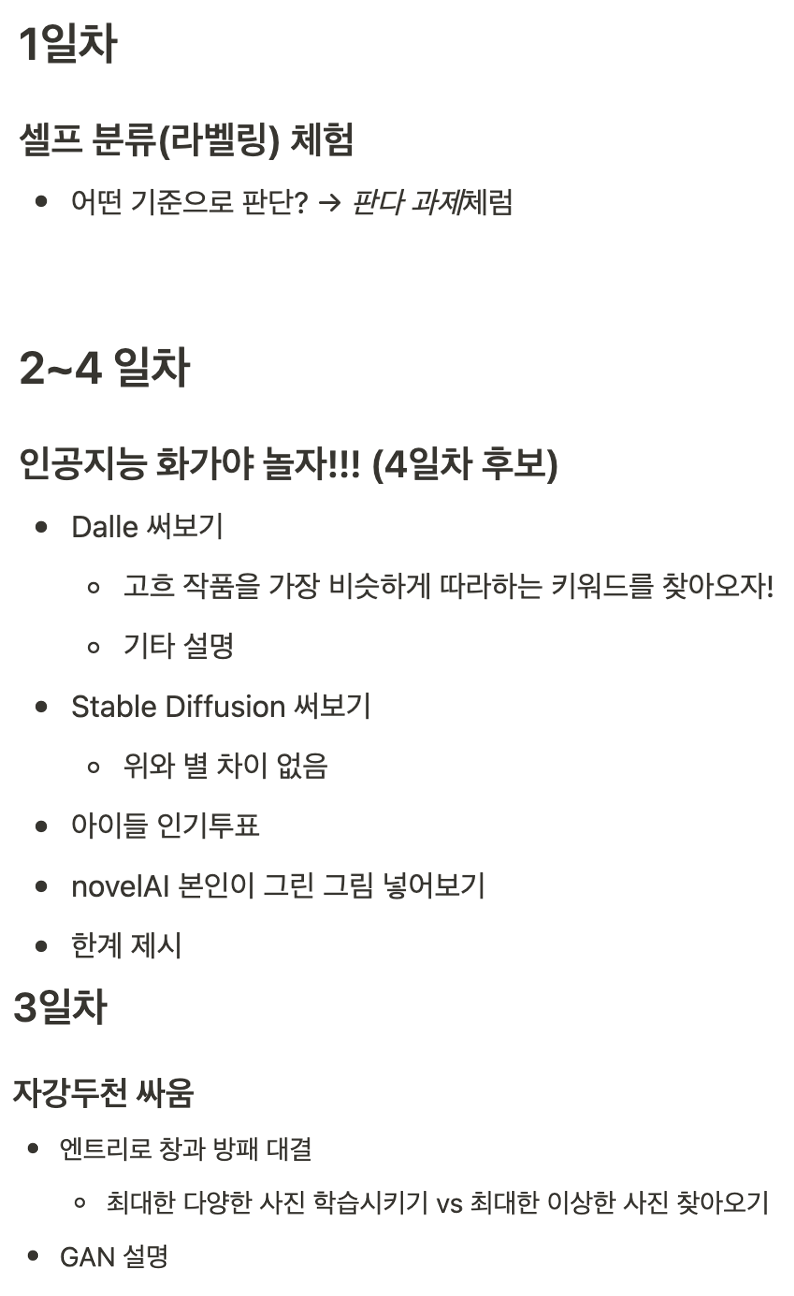 1일차
셀프 분류(라벨링) 체험
• 어떤 기준으로 판단? → 판다 과제체럼
2~4 일차
인공지능 화가야 놀자!!! (4일차 후보)
• Dalle 써보기
◦ 고흐 작품을 가장 비슷하게 따라하는 키워드를 찾아오자!
◦ 기타 설명
• Stable Diffusion 써보기
◦ 위와 별 차이 없음
• 아이들 인기투표
• novelAI 본인이 그린 그림 넣어보기
• 한계 제시
3일차
자강두천 싸움
• 엔트리로 창과 방패 대결
◦ 최대한 다양한 사진 학습시키기 vs 최대한 이상한 사진 찾아오기
• GAN 설명